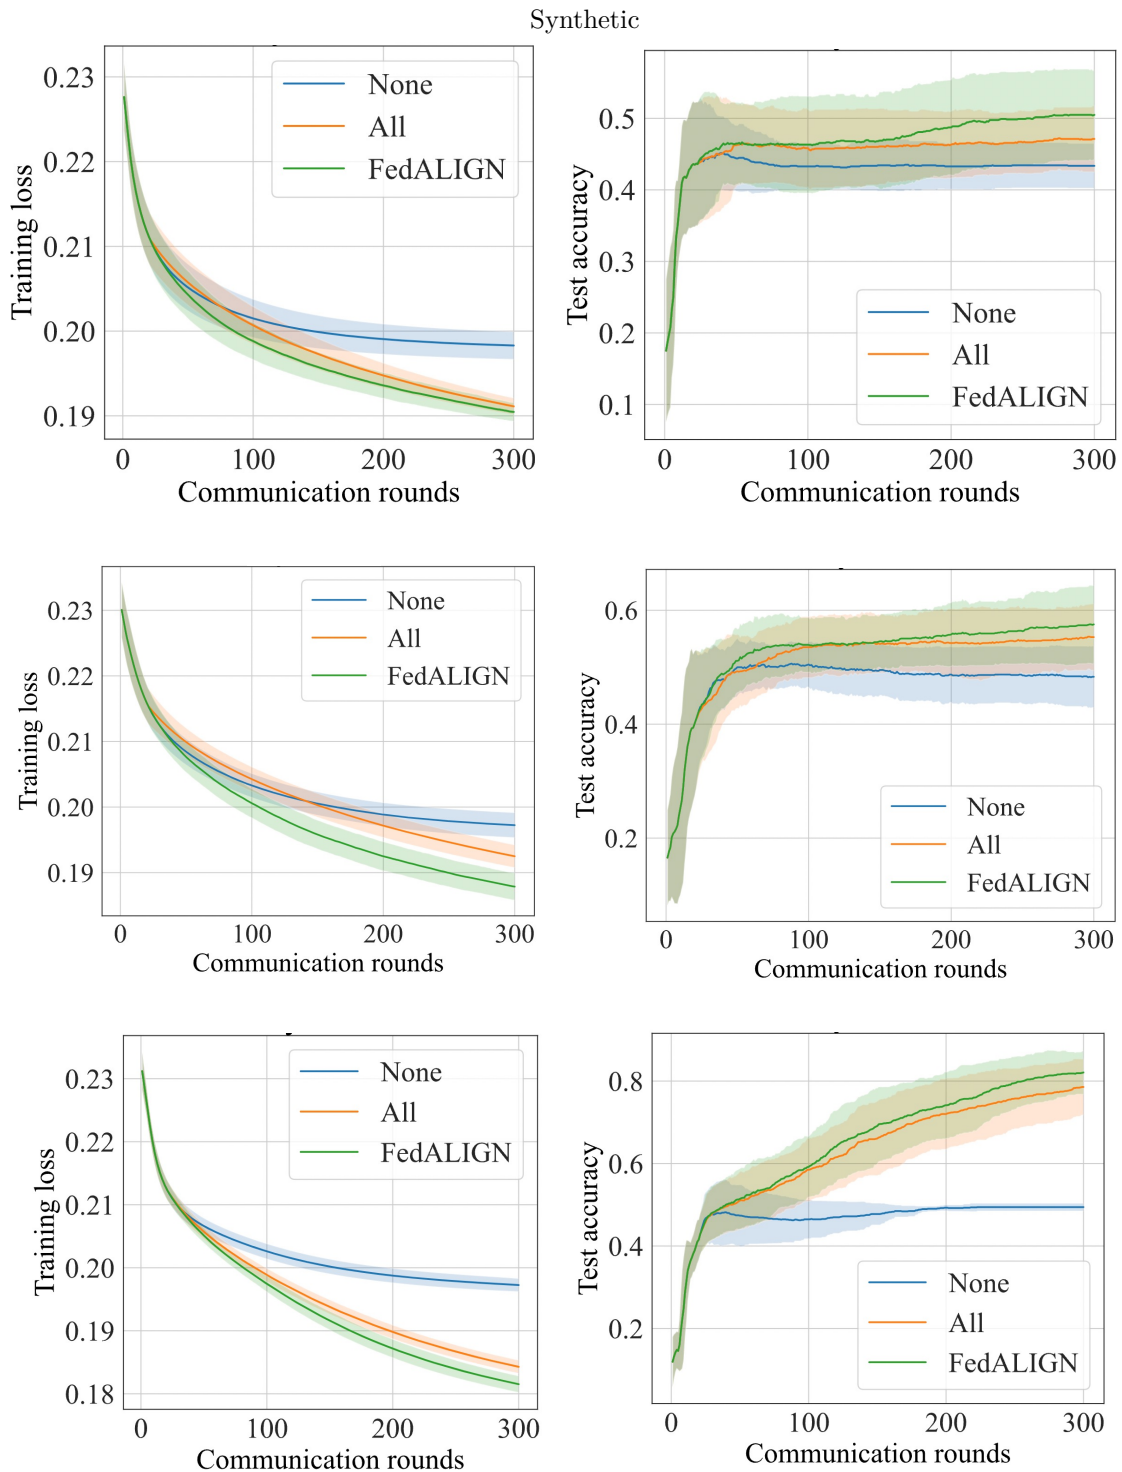 Synthetic
0.23
0.22
0.21
0.20
0.19
Training loss
None
All
FedALIGN
0 100 200 300
Communication rounds
0.5
0.4
0.3
0.2
0.1
Test accuracy
None
All
FedALIGN
0 100 200 300
Communication rounds
0.23
0.22
0.21
0.20
0.19
Training loss
None
All
FedALIGN
0 100 200 300
Communication rounds
0.6
0.4
0.2
Test accuracy
None
All
FedALIGN
0 100 200 300
Communication rounds
0.23
0.22
0.21
0.20
0.19
0.18
Training loss
None
All
FedALIGN
0 100 200 300
Communication rounds
0.8
0.6
0.4
0.2
Test accuracy
None
All
FedALIGN
0 100 200 300
Communication rounds